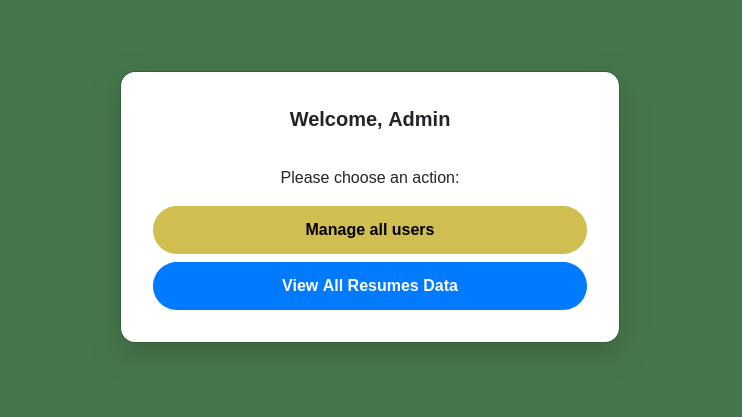 Welcome, Admin
Please choose an action:
Manage all users
View All Resumes Data